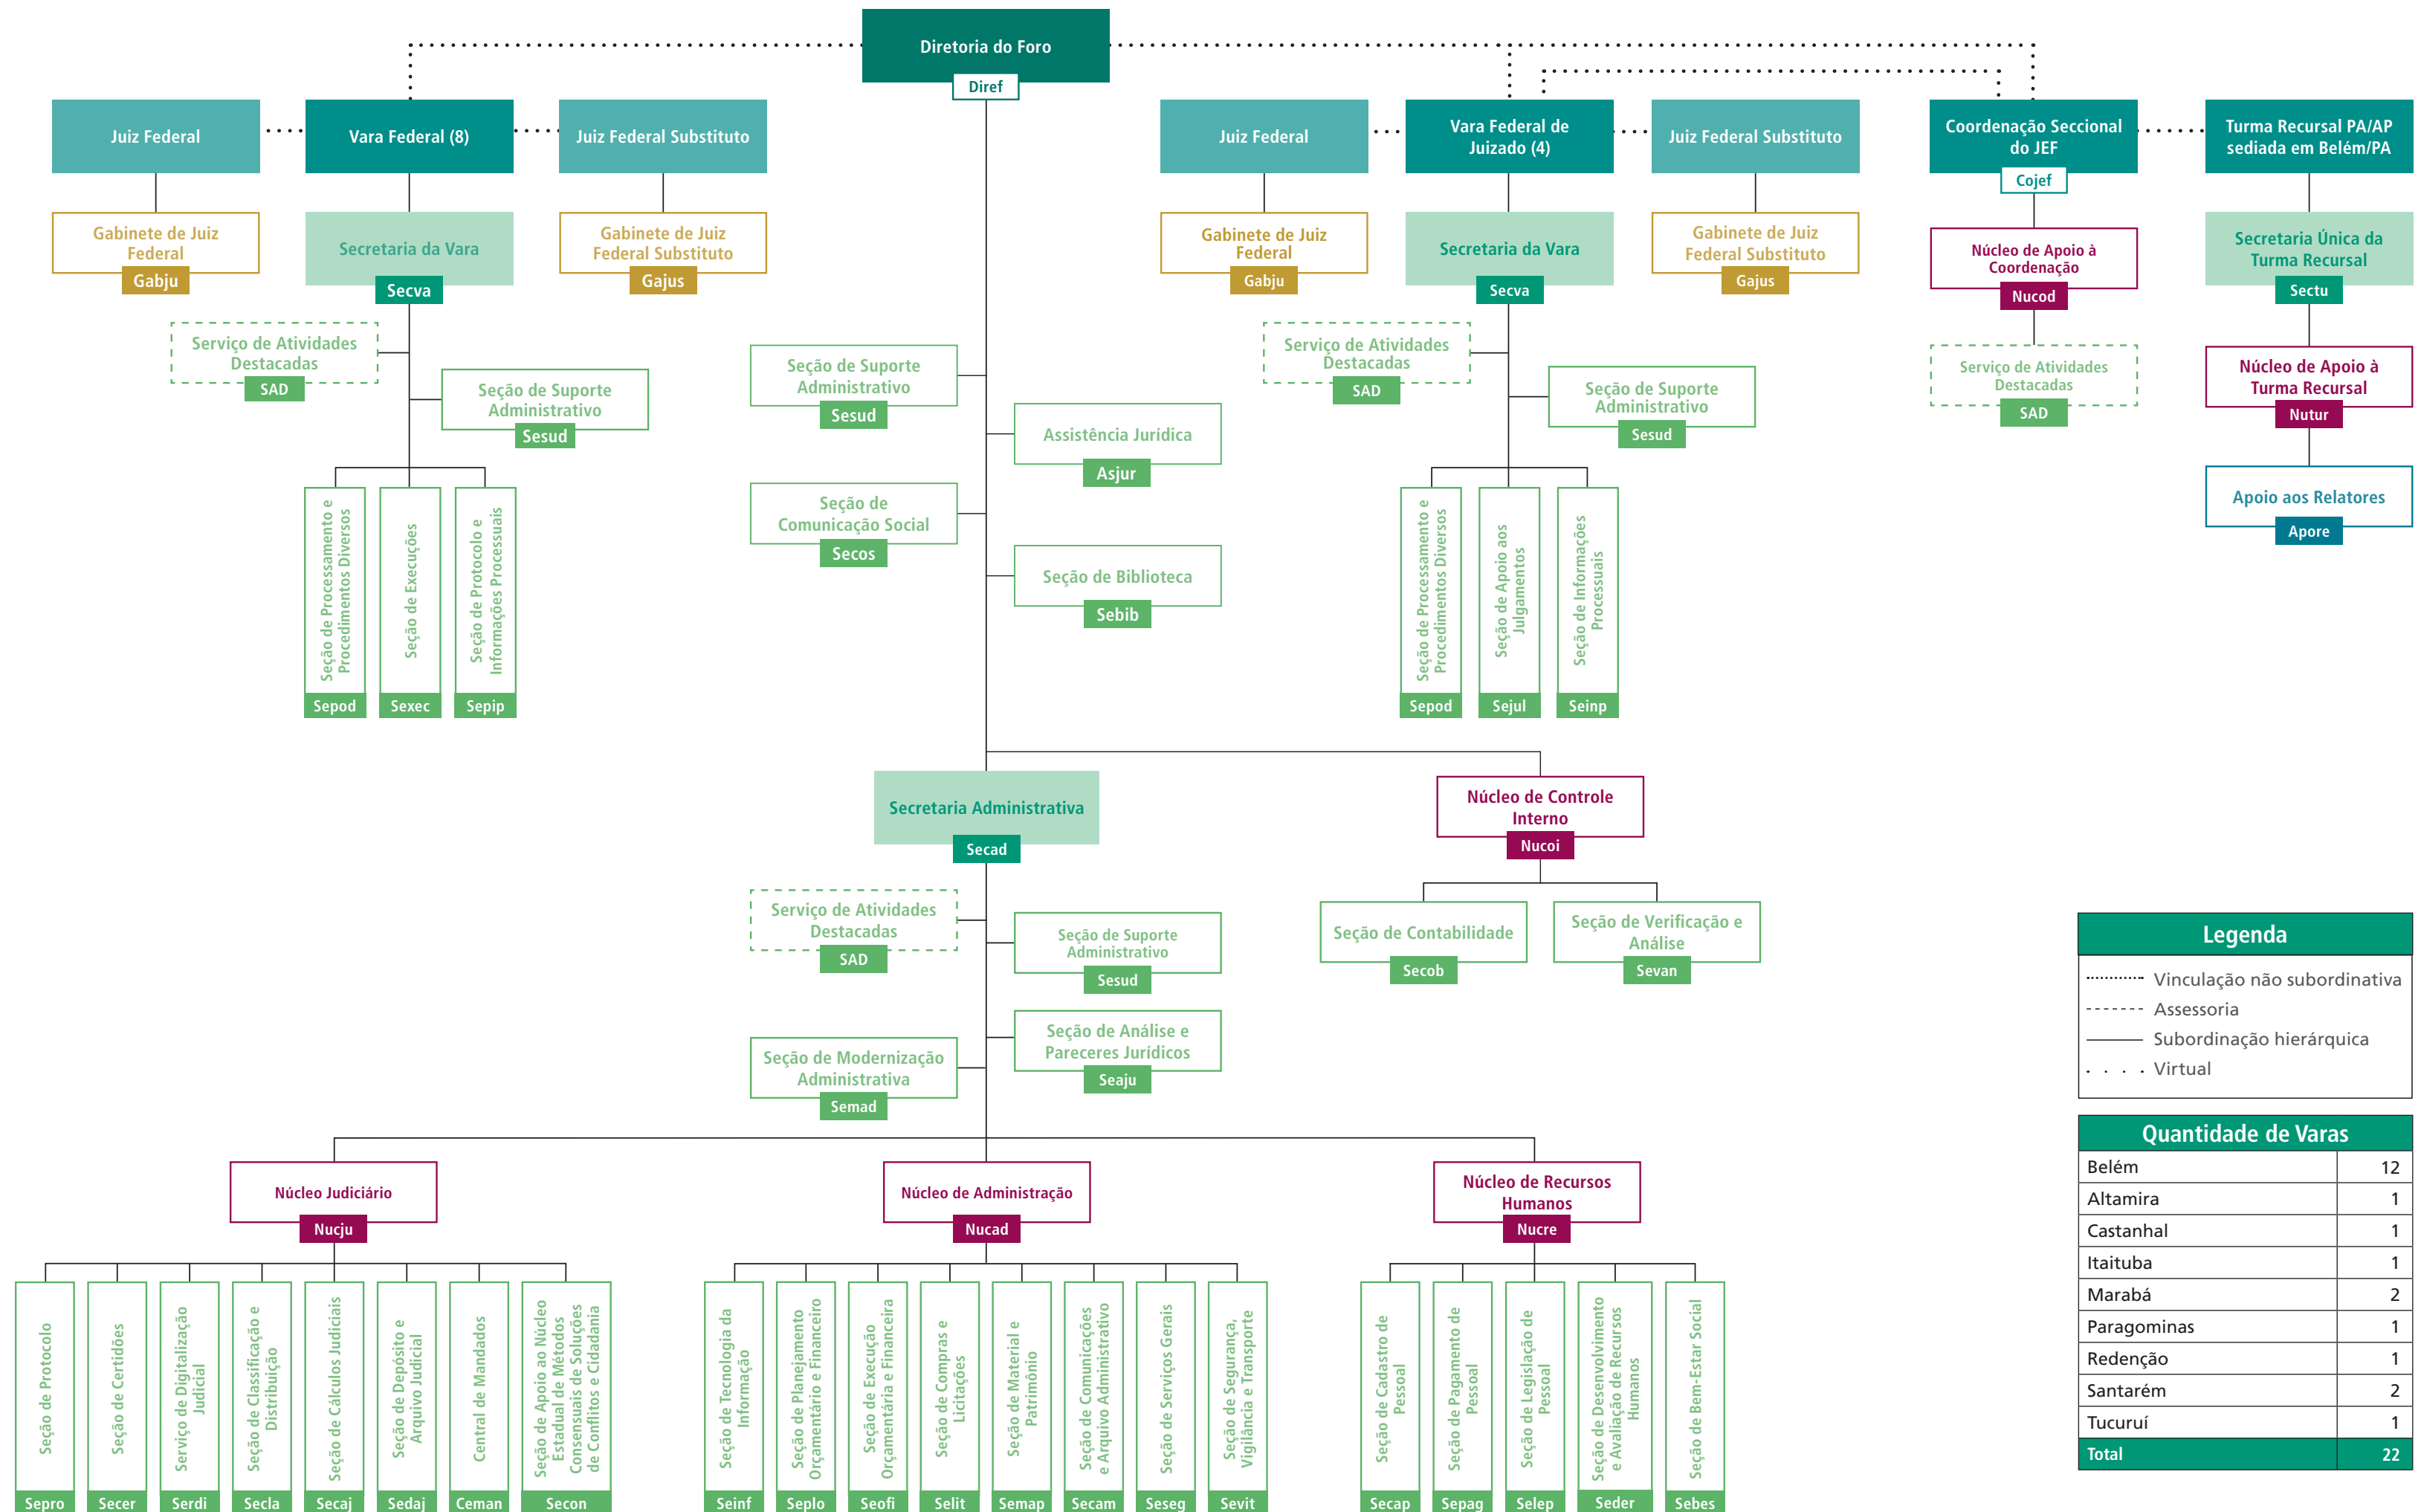 Diretoria do Foro
Diref
Juiz Federal
Vara Federal (8)
Juiz Federal Substituto
Juiz Federal
Vara Federal de
Juizado (4)
Juiz Federal Substituto
Coordenação Seccional
do JEF
Cojef
Turma Recursal PA/AP
sediada em Belém/PA
Gabinete de Juiz
Federal
Gabju
Secretaria da Vara
Secva
Gabinete de Juiz
Federal Substituto
Gajus
Gabinete de Juiz
Federal
Gabju
Secretaria da Vara
Secva
Gabinete de Juiz
Federal Substituto
Gajus
Núcleo de Apoio à
Coordenação
Nucod
Secretaria Única da
Turma Recursal
Sectu
Serviço de Atividades
Destacadas
SAD
Seção de Suporte
Administrativo
Sesud
Seção de Suporte
Administrativo
Sesud
Assistência Jurídica
Asjur
Seção de
Comunicação Social
Secos
Seção de Biblioteca
Sebib
Serviço de Atividades
Destacadas
SAD
Seção de Suporte
Administrativo
Sesud
Serviço de Atividades
Destacadas
SAD
Núcleo de Apoio à
Turma Recursal
Nutur
Apoio aos Relatores
Apore
Seção de Processamento e
Procedimentos Diversos
Sepod
Seção de Execuções
Sexec
Seção de Protocolo e
Informações Processuais
Sepip
Seção de Processamento e
Procedimentos Diversos
Sepod
Seção de Apoio aos
Julgamentos
Sejul
Seção de Informações
Processuais
Seinp
Secretaria Administrativa
Secad
Núcleo de Controle
Interno
Nucoi
Serviço de Atividades
Destacadas
SAD
Seção de Suporte
Administrativo
Sesud
Seção de Contabilidade
Secob
Seção de Verificação e
Análise
Sevan
Seção de Análise e
Pareceres Jurídicos
Seaju
Seção de Modernização
Administrativa
Semad
Legenda
Vinculação não subordinativa
Assessoria
Subordinação hierárquica
Virtual
Quantidade de Varas
Belém 12
Altamira 1
Castanhal 1
Itaituba 1
Marabá 2
Paragominas 1
Redenção 1
Santarém 2
Tucuruí 1
Total 22
Núcleo Judiciário
Nucju
Núcleo de Administração
Nucad
Núcleo de Recursos
Humanos
Nucre
Seção de Protocolo
Sepro
Seção de Certidões
Secer
Serviço de Digitalização
Judicial
Serdi
Seção de Classificação e
Distribuição
Secla
Seção de Cálculos Judiciais
Secaj
Seção de Depósito e
Arquivo Judicial
Sedaj
Central de Mandados
Ceman
Seção de Apoio ao Núcleo
Estadual de Métodos
Consensuais de Soluções
de Conflitos e Cidadania
Secon
Seção de Tecnologia da
Informação
Seinf
Seção de Planejamento
Orçamentário e Financeiro
Seplo
Seção de Execução
Orçamentária e Financeira
Seofi
Seção de Compras e
Licitações
Selit
Seção de Material e
Patrimônio
Semap
Seção de Comunicações
e Arquivo Administrativo
Secam
Seção de Serviços Gerais
Seseg
Seção de Segurança,
Vigilância e Transporte
Sevit
Seção de Cadastro de
Pessoal
Secap
Seção de Pagamento de
Pessoal
Sepag
Seção de Legislação de
Pessoal
Selep
Seção de Desenvolvimento
e Avaliação de Recursos
Humanos
Seder
Seção de Bem-Estar Social
Sebes